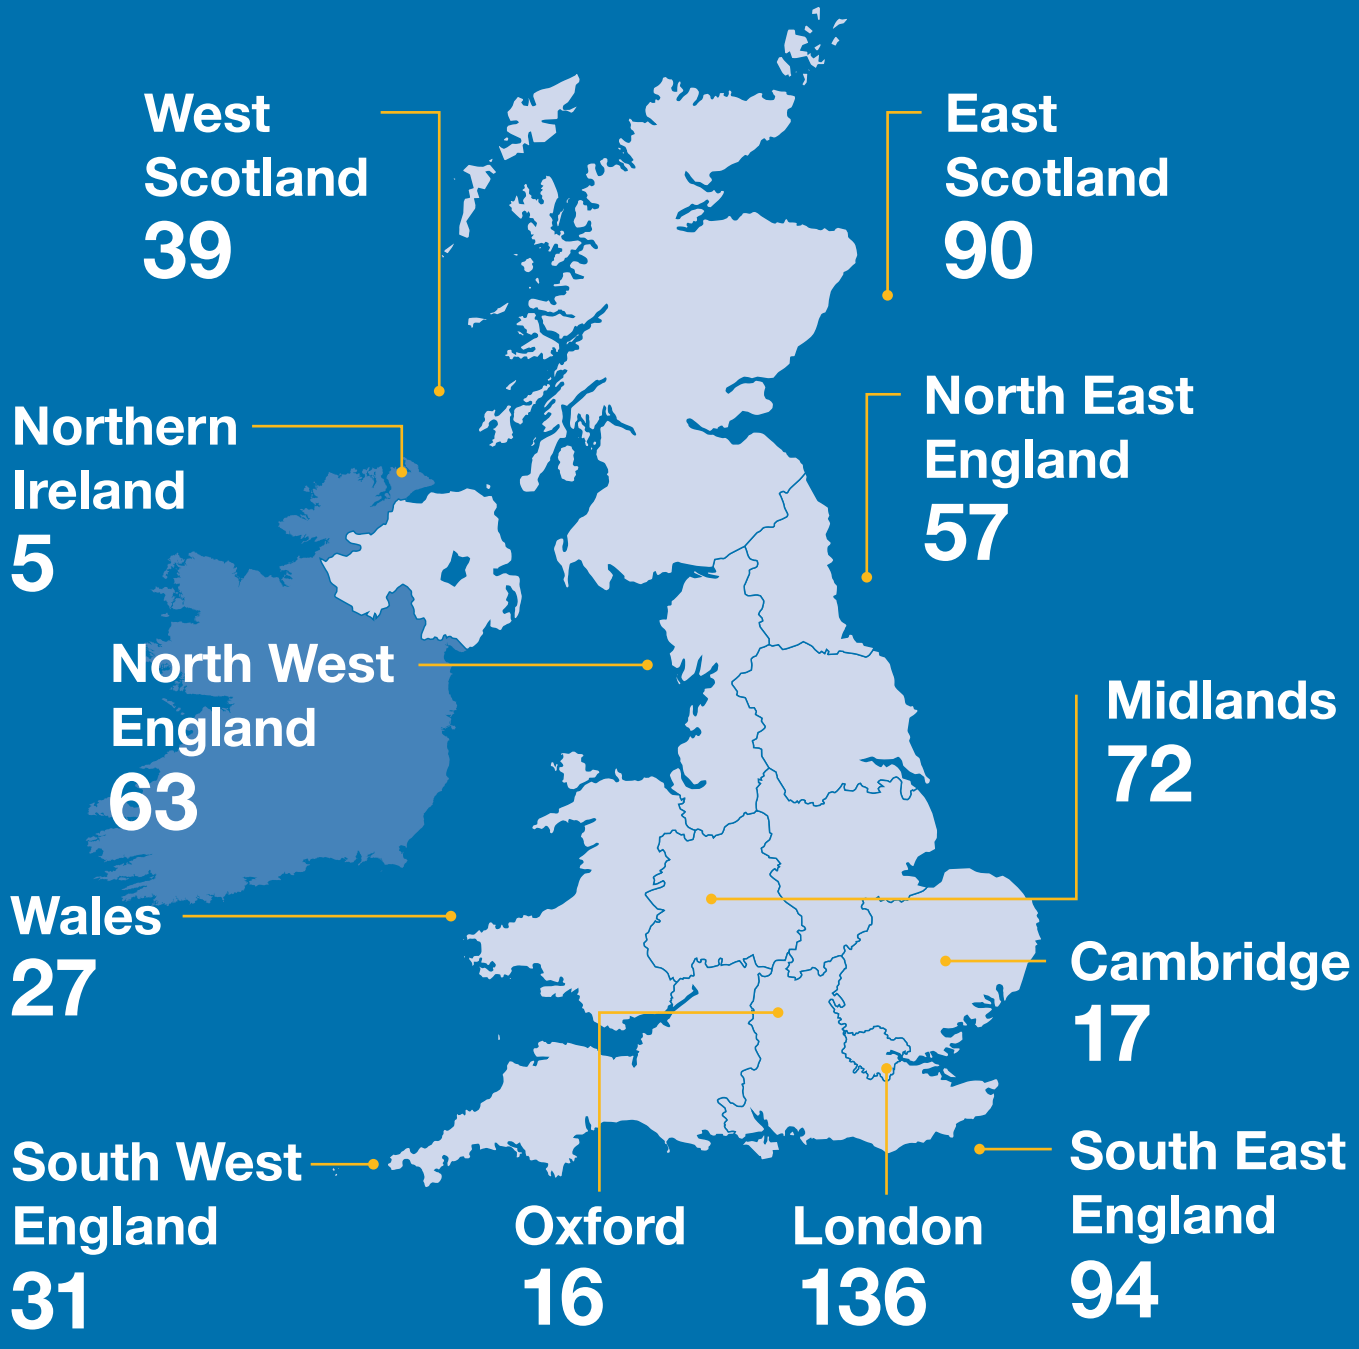 West
Scotland
39
East
Scotland
90
Northern
Ireland
5
North East
England
57
North West
England
63
Midlands
72
Wales
27
Cambridge
17
South West
England
31
Oxford
16
London
136
South East
England
94